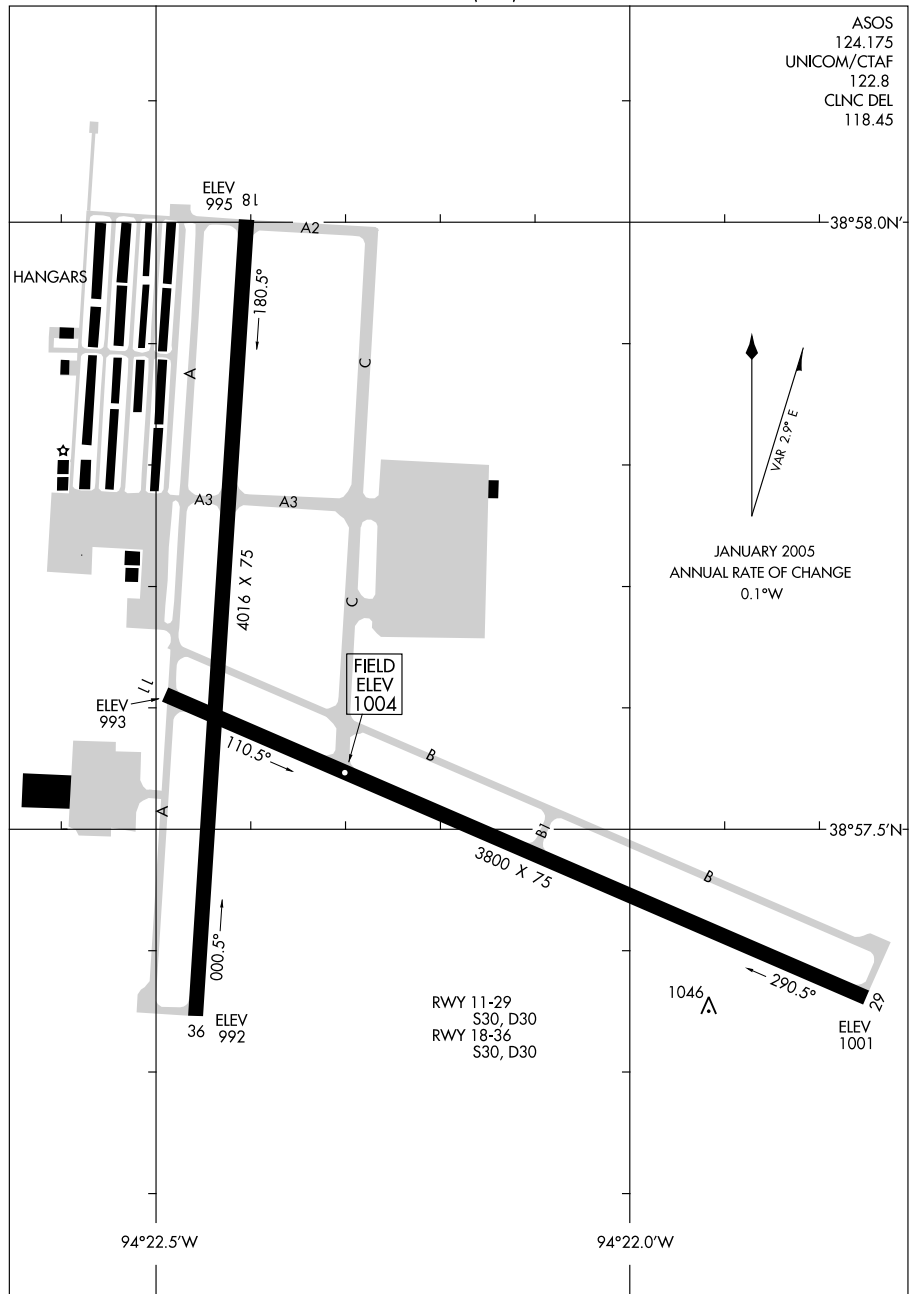 ASOS
124.175
UNICOM/CTAF
122.8
CLNC DEL
118.45
ELEV
995
18
A2
38°58.0'N
HANGARS
180.5°
A
C
VAR 2.9° E
A3
A3
JANUARY 2005
ANNUAL RATE OF CHANGE
0.1°W
4016 X 75
C
FIELD
ELEV
1004
11
ELEV
993
110.5°
B
A
B1
38°57.5'N
3800 X 75
B
000.5°
290.5°
1046
29
RWY 11-29
S30, D30
RWY 18-36
S30, D30
36
ELEV
992
ELEV
1001
94°22.5'W
94°22.0'W